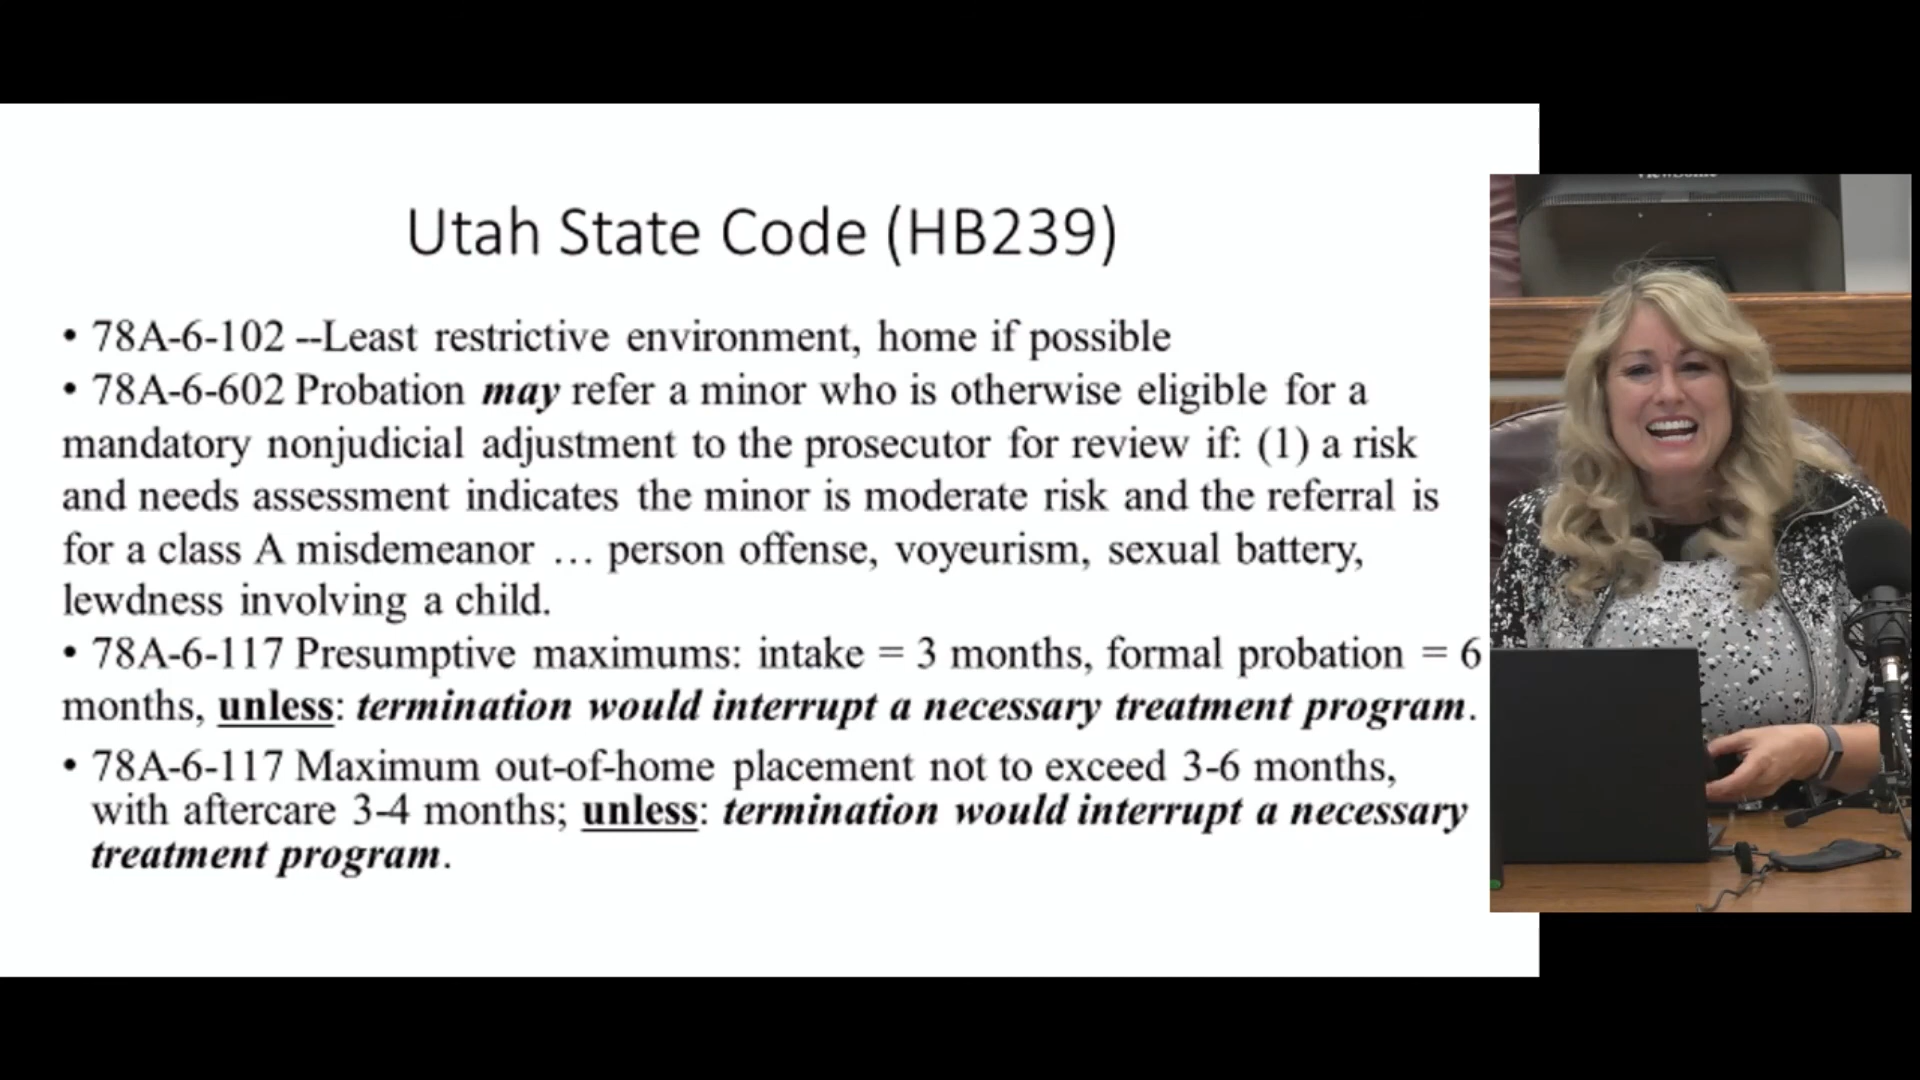 Utah State Code (HB239)
• 78A-6-102 --Least restrictive environment, home if possible
• 78A-6-602 Probation may refer a minor who is otherwise eligible for a
mandatory nonjudicial adjustment to the prosecutor for review if: (1) a risk
and needs assessment indicates the minor is moderate risk and the referral is
for a class A misdemeanor … person offense, voyeurism, sexual battery,
lewdness involving a child.
• 78A-6-117 Presumptive maximums: intake = 3 months, formal probation = 6
months, unless: termination would interrupt a necessary treatment program.
• 78A-6-117 Maximum out-of-home placement not to exceed 3-6 months,
with aftercare 3-4 months; unless: termination would interrupt a necessary
treatment program.